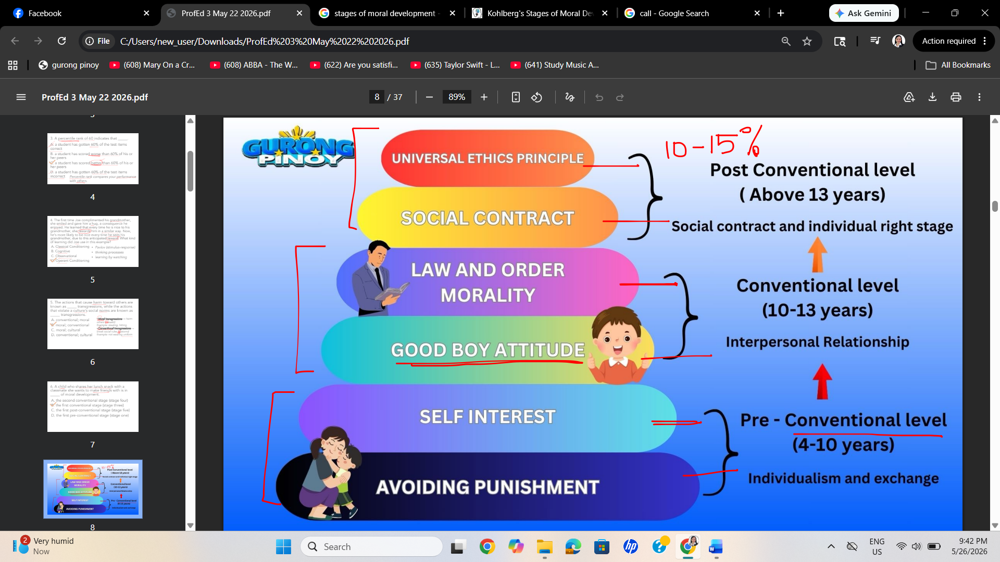 Facebook
ProfEd 3 May 22 2026.pdf
stages of moral development -
Kohlberg's Stages of Moral De
call - Google Search
Ask Gemini
File
C:/Users/new_user/Downloads/ProfEd%203%20May%2022%202026.pdf
Action required
gurong pinoy
(608) Mary On a Cr...
(608) ABBA - The W...
(622) Are you satisfi...
(635) Taylor Swift - L...
(641) Study Music A...
All Bookmarks
ProfEd 3 May 22 2026.pdf
8 / 37
89%
3. A percentile rank of 60 indicates that _____
A. a student has gotten 60% of the test items
correct
B. a student has scored worse than 60% of his or
her peers
C. a student has scored better than 60% of his or
her peers
D. a student has gotten 60% of the test items
incorrect
Percentile rank compares your performance
with others.
4
4. The first time Joe complimented his grandmother,
she smiled and gave him a hug, a consequence he
enjoyed. He learned that every time he is nice to his
grandmother, she rewards him in a similar way. Now,
he's more likely to be nice every time he sees his
grandmother, due to this anticipated reward. What kind
of learning did Joe use in this example?
A. Classical Conditioning
B. Cognitive
C. Observational
D. Operant Conditioning
• Pavlov (stimulus-response)
• thinking processes
• learning by watching
5
5. The actions that cause harm toward others are
known as _____ transgressions, while the actions
that violate a culture's social norms are known as
_____ transgressions.
A. conventional; moral
B. moral; conventional
C. moral; cultural
D. conventional; cultural
6
6. A child who shares her lunch snack with a
classmate she wants to make friends with is in
_____ of moral development.
A. the second conventional stage (stage four)
B. the first conventional stage (stage three)
C. the first post-conventional stage (stage five)
D. the first pre-conventional stage (stage one)
7
8
GURONG
PINOY
10-15%
UNIVERSAL ETHICS PRINCIPLE
Post Conventional level
( Above 13 years)
SOCIAL CONTRACT
Social contract and individual right stage
LAW AND ORDER
MORALITY
Conventional level
(10-13 years)
GOOD BOY ATTITUDE
Interpersonal Relationship
SELF INTEREST
Pre - Conventional level
(4-10 years)
AVOIDING PUNISHMENT
Individualism and exchange
2
Very humid
Now
Search
ENG
US
9:42 PM
5/26/2026